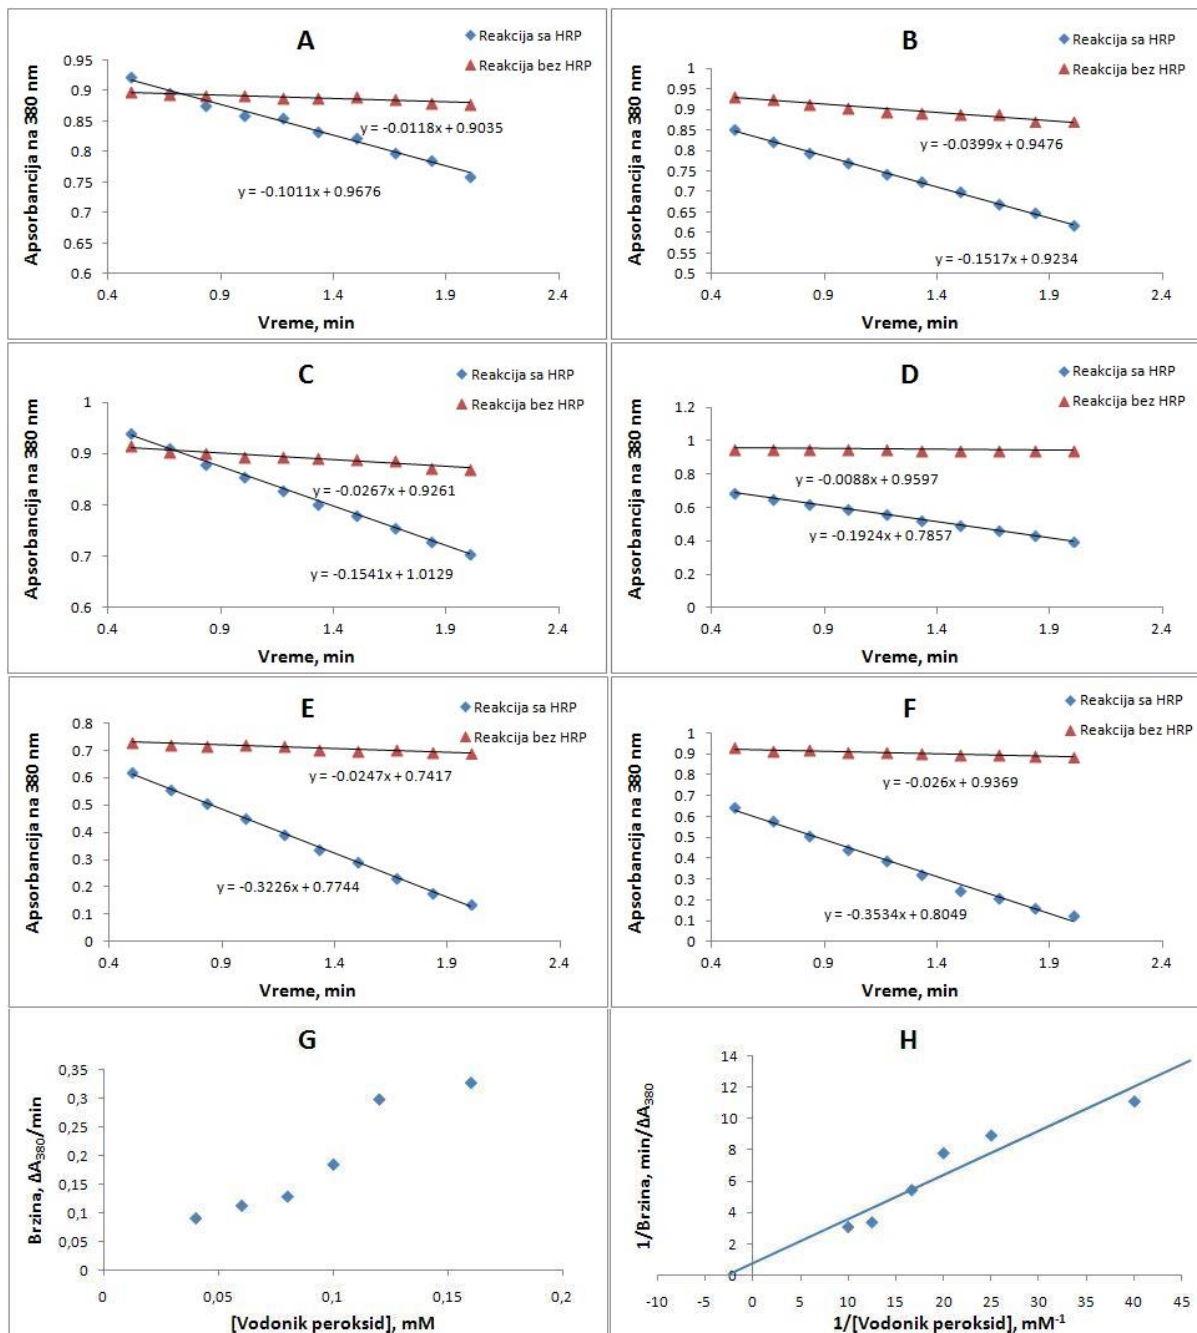 A
Reakcija sa HRP
Reakcija bez HRP
Apsorbancija na 380 nm
0.95
0.9
0.85
0.8
0.75
0.7
0.65
0.6
y = -0.0118x + 0.9035
y = -0.1011x + 0.9676
0.4 0.9 1.4 1.9 2.4
Vreme, min
B
Reakcija sa HRP
Reakcija bez HRP
Apsorbancija na 380 nm
1
0.95
0.9
0.85
0.8
0.75
0.7
0.65
0.6
0.55
0.5
y = -0.0399x + 0.9476
y = -0.1517x + 0.9234
0.4 0.9 1.4 1.9 2.4
Vreme, min
C
Reakcija sa HRP
Reakcija bez HRP
Apsorbancija na 380 nm
1
0.9
0.8
0.7
0.6
y = -0.0267x + 0.9261
y = -0.1541x + 1.0129
0.4 0.9 1.4 1.9 2.4
Vreme, min
D
Reakcija sa HRP
Reakcija bez HRP
Apsorbancija na 380 nm
1.2
1
0.8
0.6
0.4
0.2
0
y = -0.0088x + 0.9597
y = -0.1924x + 0.7857
0.4 0.9 1.4 1.9 2.4
Vreme, min
E
Reakcija sa HRP
Reakcija bez HRP
Apsorbancija na 380 nm
0.8
0.7
0.6
0.5
0.4
0.3
0.2
0.1
0
y = -0.0247x + 0.7417
y = -0.3226x + 0.7744
0.4 0.9 1.4 1.9 2.4
Vreme, min
F
Reakcija sa HRP
Reakcija bez HRP
Apsorbancija na 380 nm
1
0.9
0.8
0.7
0.6
0.5
0.4
0.3
0.2
0.1
0
y = -0.026x + 0.9369
y = -0.3534x + 0.8049
0.4 0.9 1.4 1.9 2.4
Vreme, min
G
Brzina, ΔA₃₈₀/min
0,35
0,3
0,25
0,2
0,15
0,1
0,05
0
0 0,05 0,1 0,15 0,2
[Vodonik peroksid], mM
H
1/Brzina, min/ΔA₃₈₀
14
12
10
8
6
4
2
0
-10 -5 0 5 10 15 20 25 30 35 40 45
1/[Vodonik peroksid], mM⁻¹